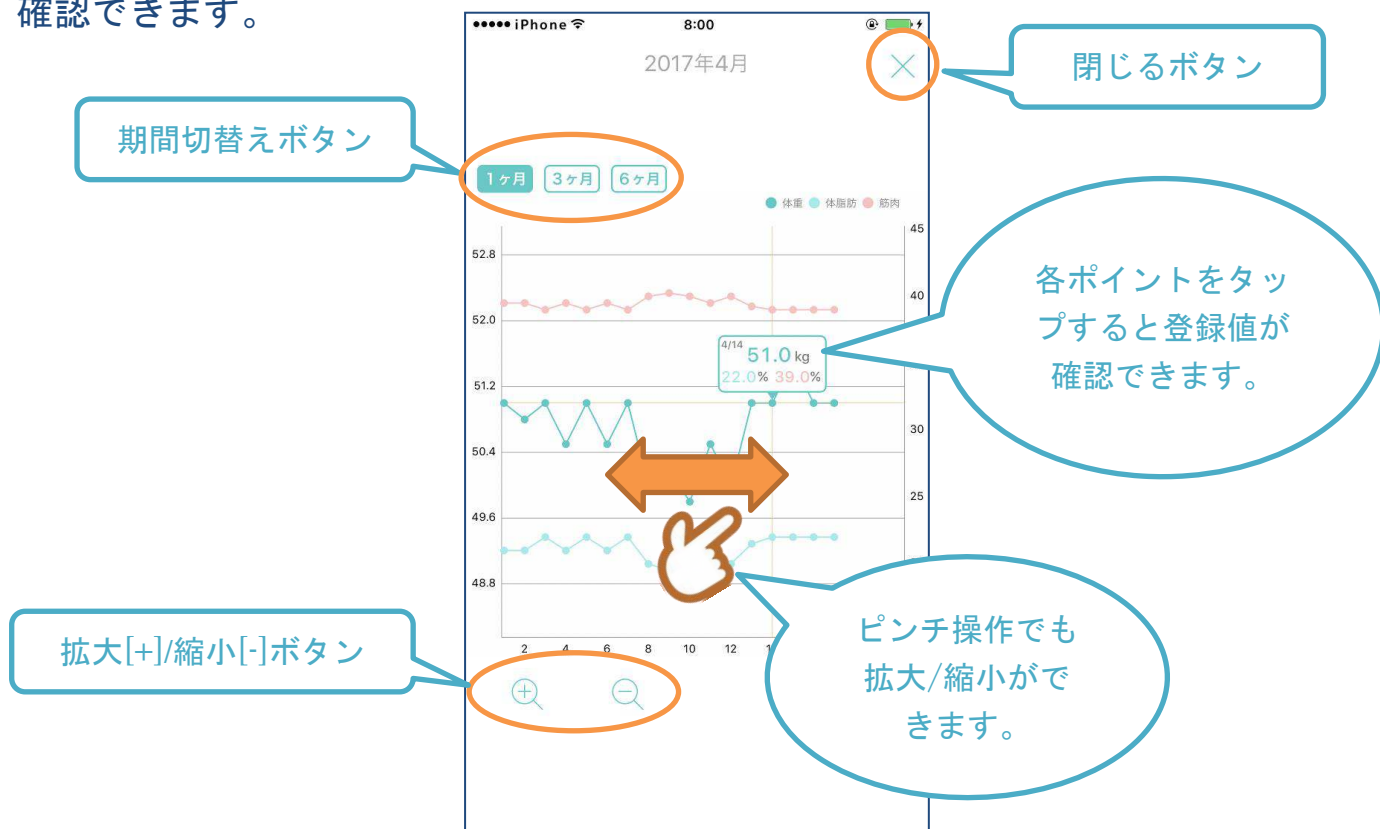 確認できます。
●●●●● iPhone 8:00
2017年4月
閉じるボタン
期間切替えボタン
1ヶ月 3ヶ月 6ヶ月
体重 体脂肪 筋肉
45
52.8
40
52.0
各ポイントをタッ
プすると登録値が
確認できます。
4/14 51.0 kg
22.0% 39.0%
51.2
30
50.4
25
49.6
48.8
2 4 6 8 10 12
ピンチ操作でも
拡大/縮小がで
きます。
拡大[+]/縮小[-]ボタン